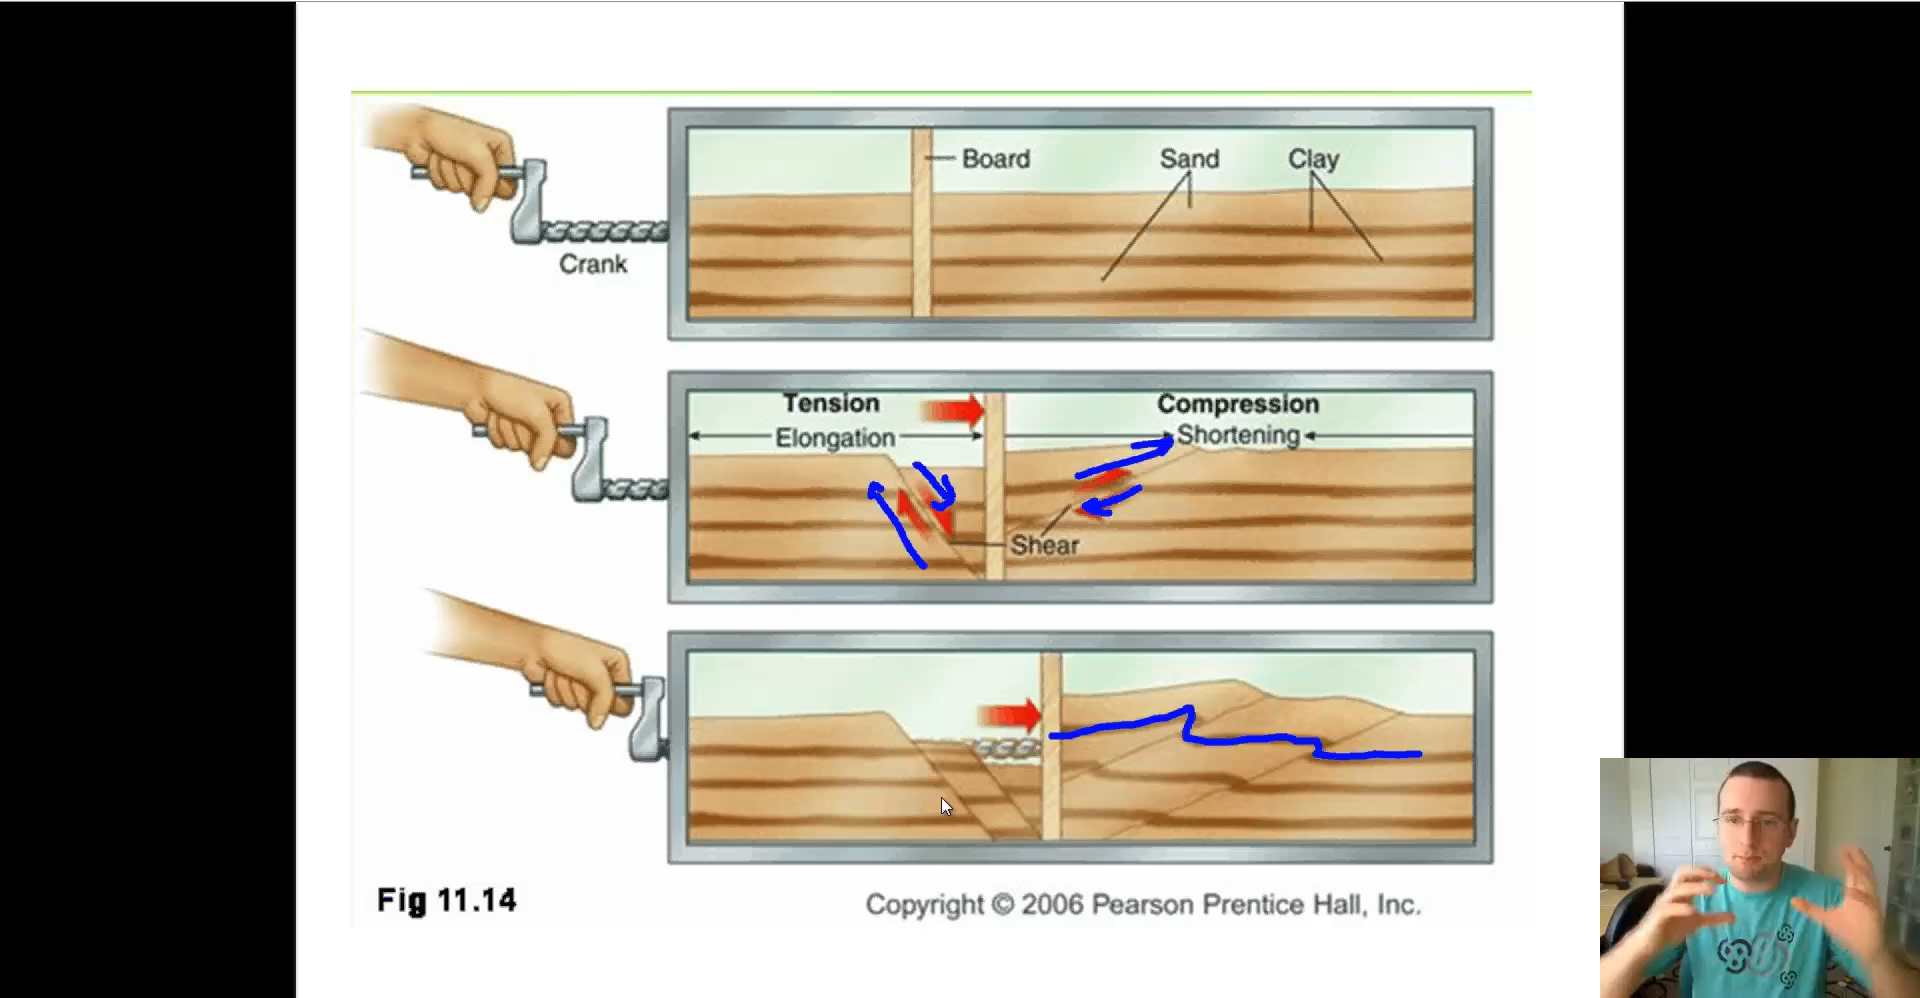 Board
Sand
Clay
Crank
Tension
Compression
Elongation
Shortening
Shear
Fig 11.14
Copyright © 2006 Pearson Prentice Hall, Inc.